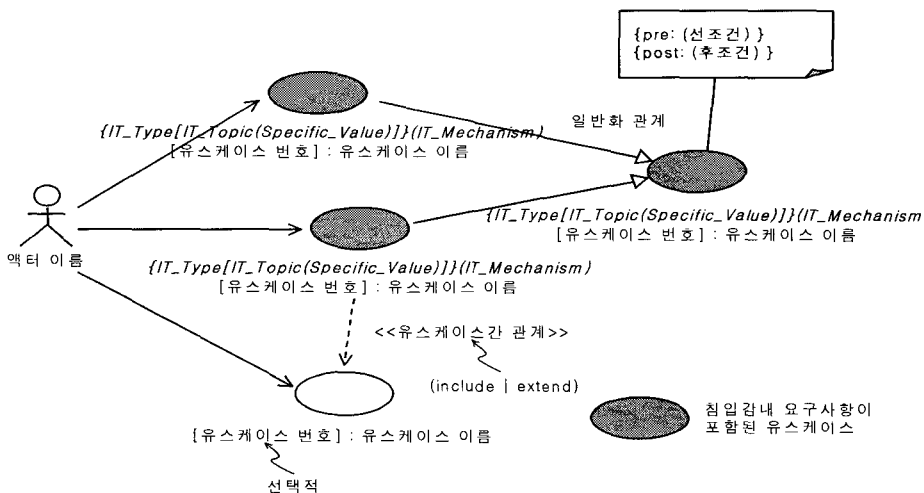 {pre: (선조건) }
{post: (후조건) }
일반화 관계
{IT_Type[IT_Topic(Specific_Value)]}(IT_Mechanism)
[유스케이스 번호] : 유스케이스 이름
{IT_Type[IT_Topic(Specific_Value)]}(IT_Mechanism
[유스케이스 번호] : 유스케이스 이름
액터 이름
{IT_Type[IT_Topic(Specific_Value)]}(IT_Mechanism)
[유스케이스 번호] : 유스케이스 이름
<<유스케이스간 관계>>
(include | extend)
침입감내 요구사항이
포함된 유스케이스
[유스케이스 번호] : 유스케이스 이름
선택적